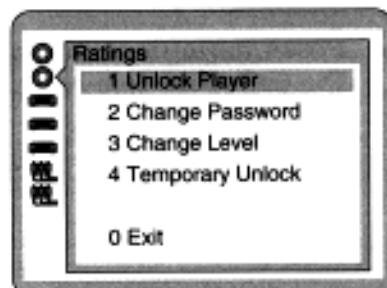 Ratings
1 Unlock Player
2 Change Password
3 Change Level
4 Temporary Unlock
0 Exit